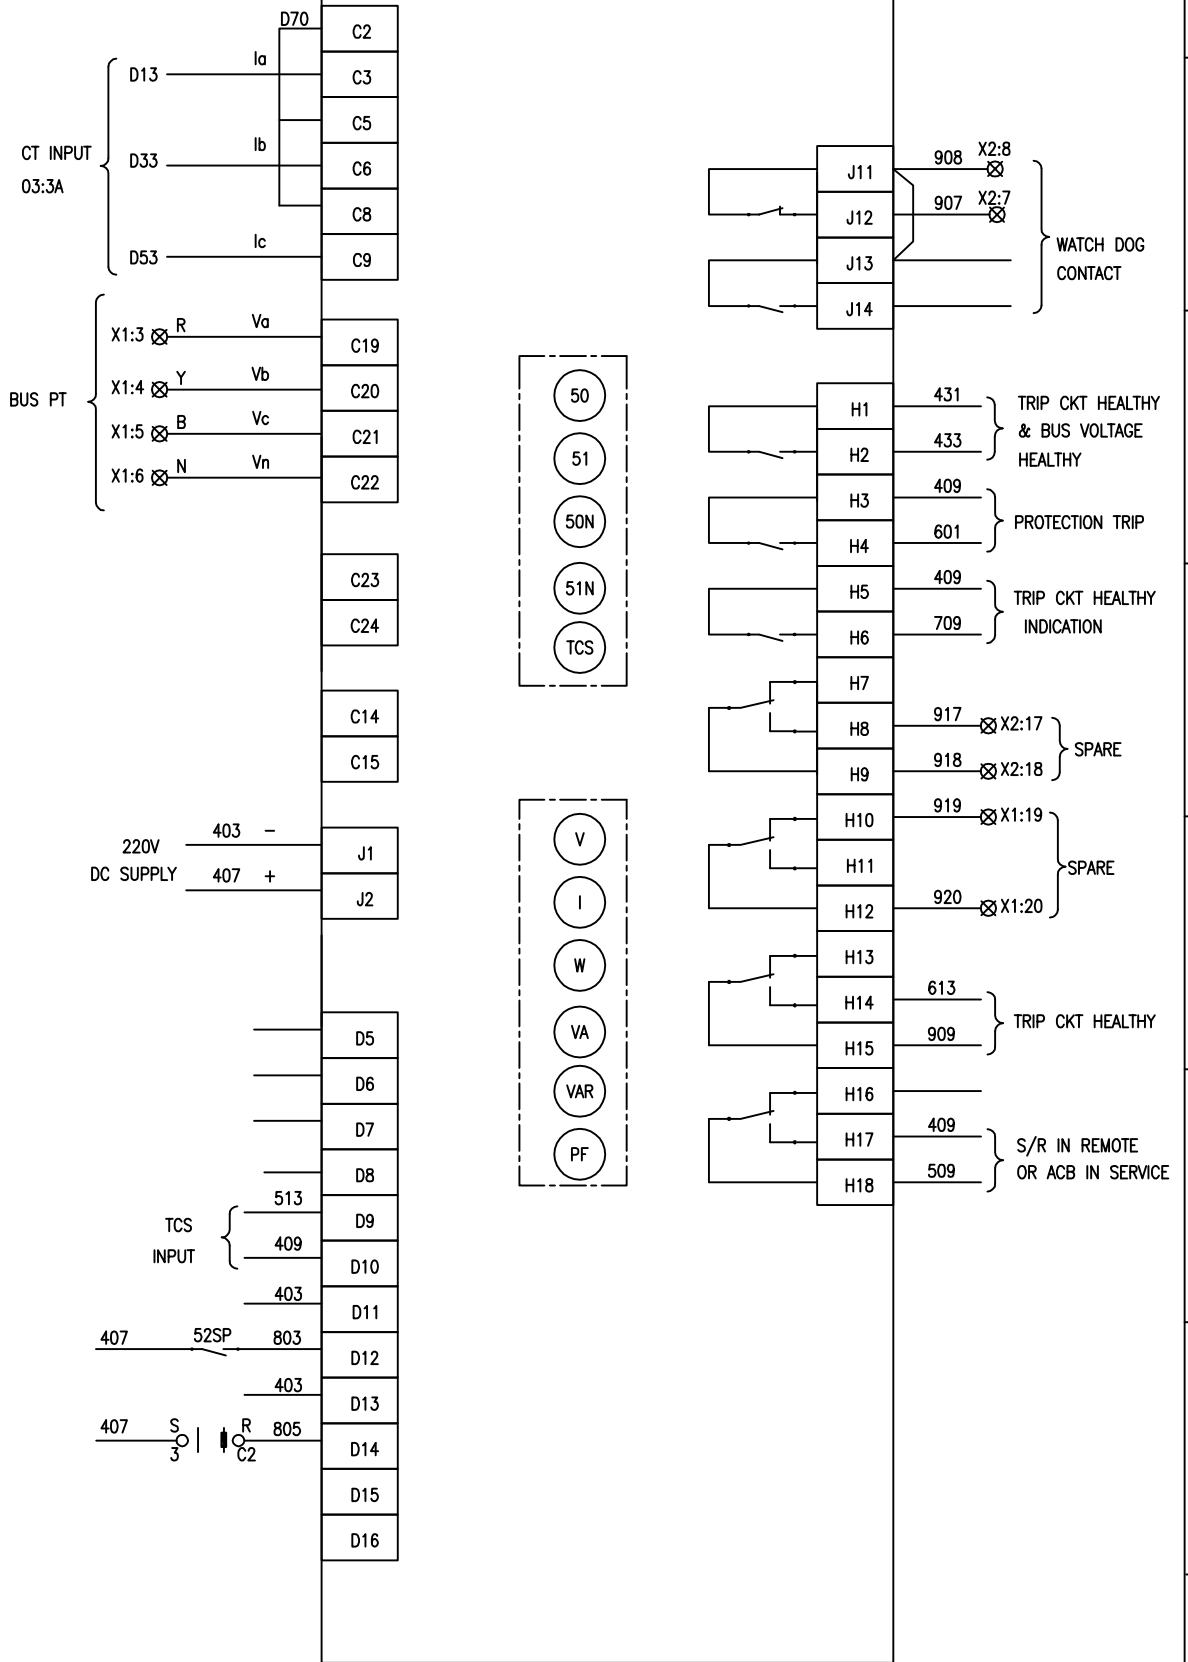 D70
C2
Ia
D13
C3
C5
Ib
CT INPUT
D33
C6
03:3A
C8
Ic
D53
C9
X1:3 R Va
C19
X1:4 Y Vb
C20
BUS PT
X1:5 B Vc
C21
X1:6 N Vn
C22
C23
C24
C14
C15
403 -
220V
J1
DC SUPPLY
407 +
J2
D5
D6
D7
D8
513
TCS
D9
409
INPUT
D10
403
D11
407 52SP 803
D12
403
D13
407 S R 805
3 C2
D14
D15
D16
50
51
50N
51N
TCS
V
I
W
VA
VAR
PF
J11 908 X2:8
J12 907 X2:7
WATCH DOG
J13
CONTACT
J14
H1 431
TRIP CKT HEALTHY
& BUS VOLTAGE
H2 433
HEALTHY
H3 409
PROTECTION TRIP
H4 601
H5 409
TRIP CKT HEALTHY
INDICATION
H6 709
H7
H8 917 X2:17
SPARE
H9 918 X2:18
H10 919 X1:19
H11
SPARE
H12 920 X1:20
H13
H14 613
TRIP CKT HEALTHY
H15 909
H16
H17 409
S/R IN REMOTE
OR ACB IN SERVICE
H18 509